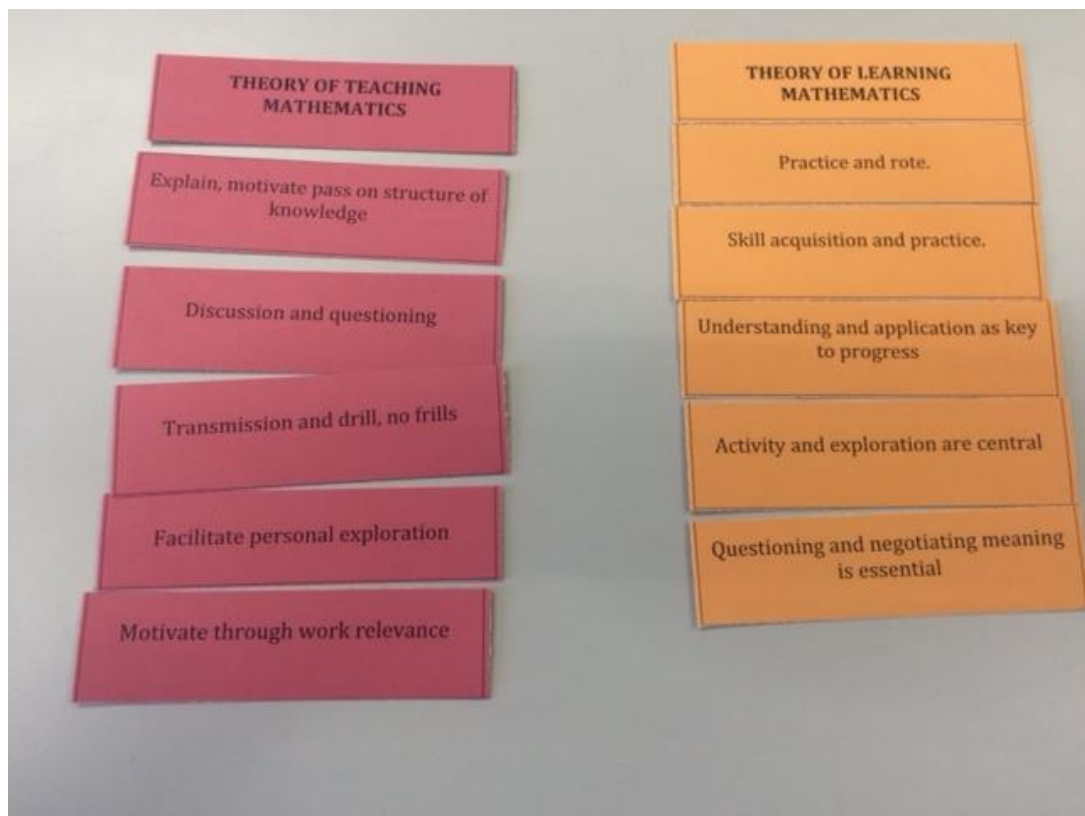 THEORY OF TEACHING
MATHEMATICS
Explain, motivate pass on structure of
knowledge
Discussion and questioning
Transmission and drill, no frills
Facilitate personal exploration
Motivate through work relevance
THEORY OF LEARNING
MATHEMATICS
Practice and rote.
Skill acquisition and practice.
Understanding and application as key
to progress
Activity and exploration are central
Questioning and negotiating meaning
is essential